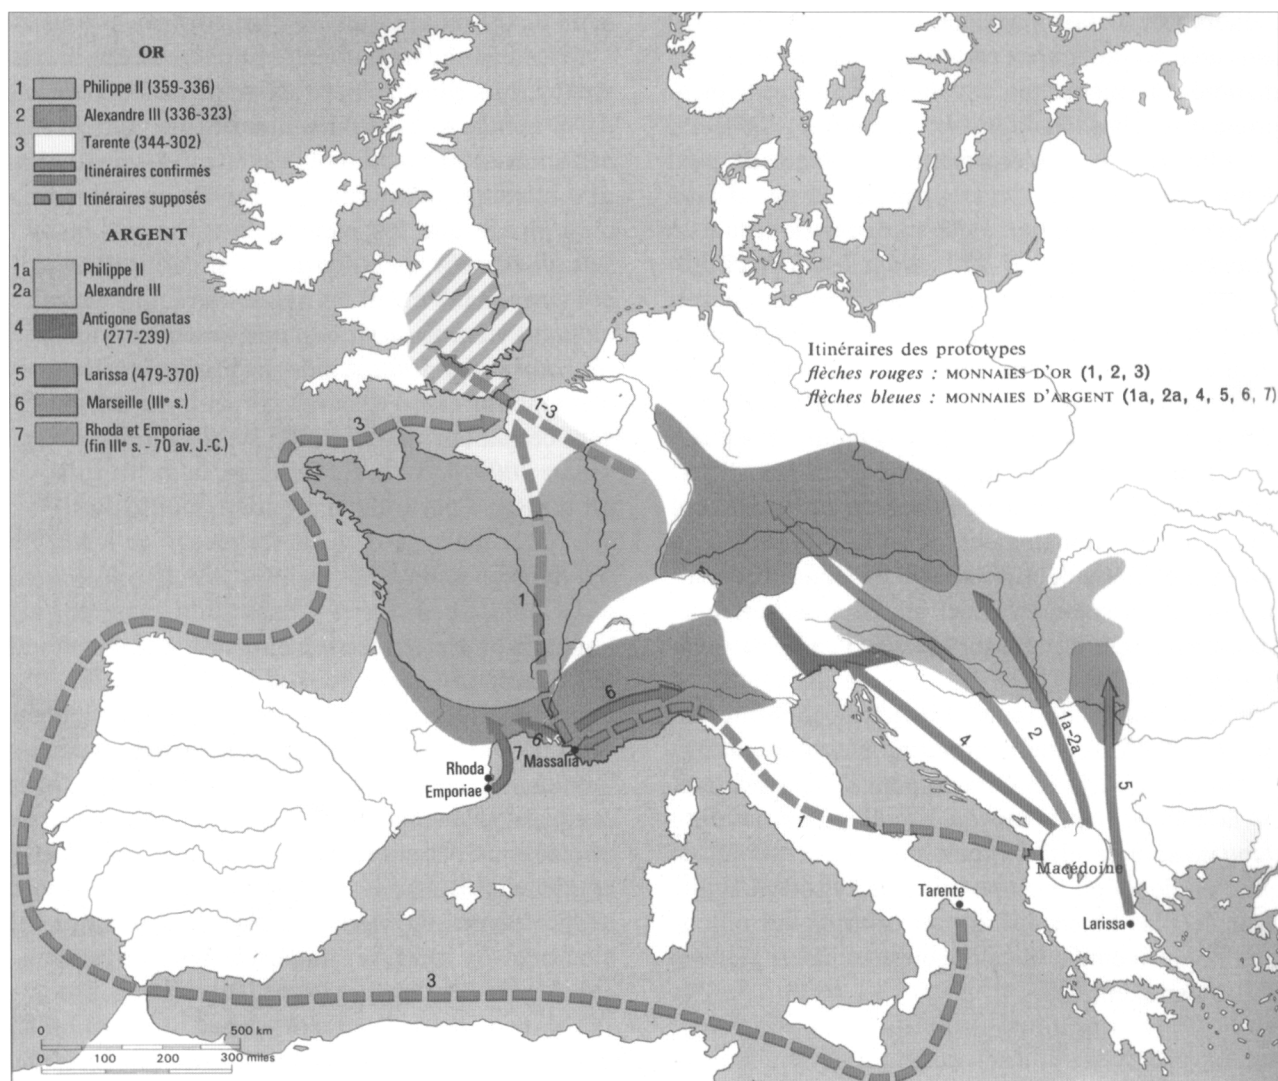 OR
1 Philippe II (359-336)
2 Alexandre III (336-323)
3 Tarente (344-302)
Itinéraires confirmés
Itinéraires supposés
ARGENT
1a Philippe II
2a Alexandre III
4 Antigone Gonatas
(277-239)
5 Larissa (479-370)
6 Marseille (IIIe s.)
7 Rhoda et Emporiae
(fin IIIe s. - 70 av. J.-C.)
Itinéraires des prototypes
flèches rouges : MONNAIES D'OR (1, 2, 3)
flèches bleues : MONNAIES D'ARGENT (1a, 2a, 4, 5, 6, 7)
1-3
3
1
6
6
7
Massalia
Rhoda
Emporiae
4
2
1a-2a
5
1
Macédoine
Tarente
Larissa
3
0 500 km
0 100 200 300 miles